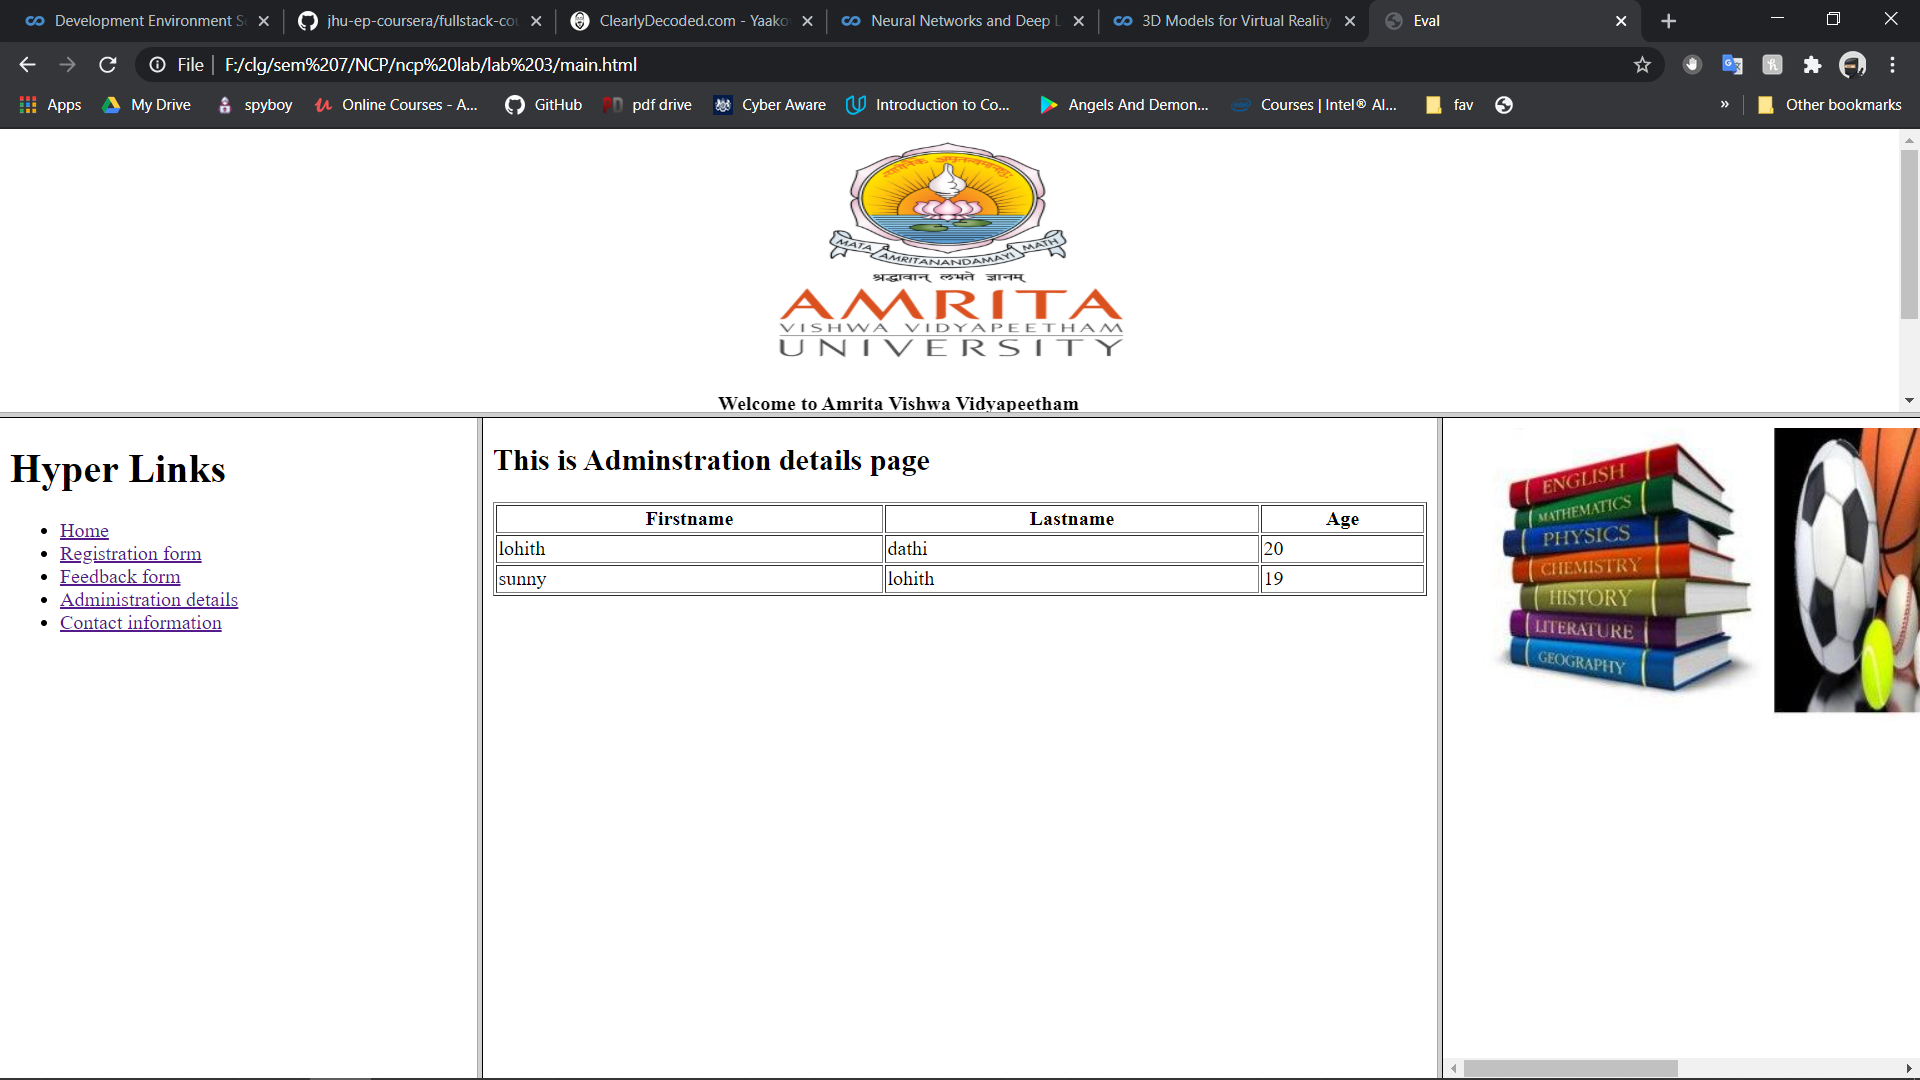 Development Environment S
jhu-ep-coursera/fullstack-co
ClearlyDecoded.com - Yaako
Neural Networks and Deep L
3D Models for Virtual Reality
Eval
File F:/clg/sem%207/NCP/ncp%20lab/lab%203/main.html
Apps My Drive spyboy Online Courses - A... GitHub pdf drive Cyber Aware Introduction to Co... Angels And Demon... Courses | Intel® AI... fav » Other bookmarks
MATA AMRITANANDAMAYI MATH
श्रद्धावान् लभते ज्ञानम्
AMRITA
VISHWA VIDYAPEETHAM
UNIVERSITY
Welcome to Amrita Vishwa Vidyapeetham
Hyper Links
Home
Registration form
Feedback form
Administration details
Contact information
This is Adminstration details page
Firstname Lastname Age
lohith dathi 20
sunny lohith 19
ENGLISH
MATHEMATICS
PHYSICS
CHEMISTRY
HISTORY
LITERATURE
GEOGRAPHY